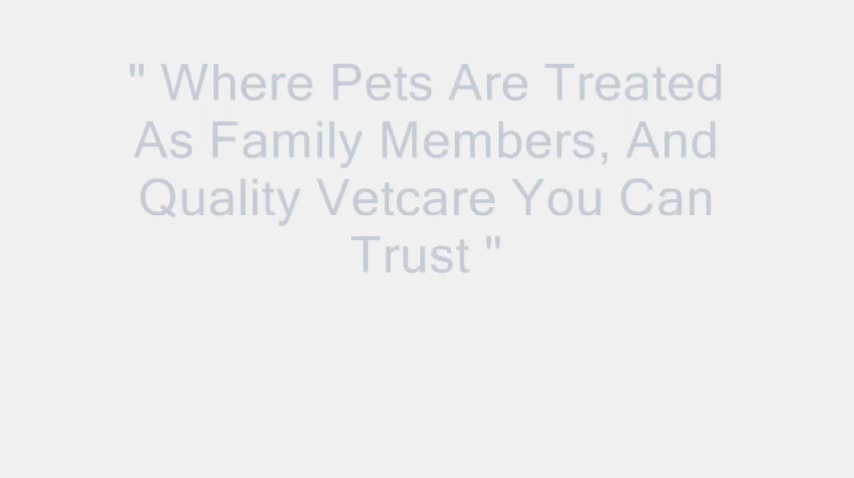 " Where Pets Are Treated
As Family Members, And
Quality Vetcare You Can
Trust "